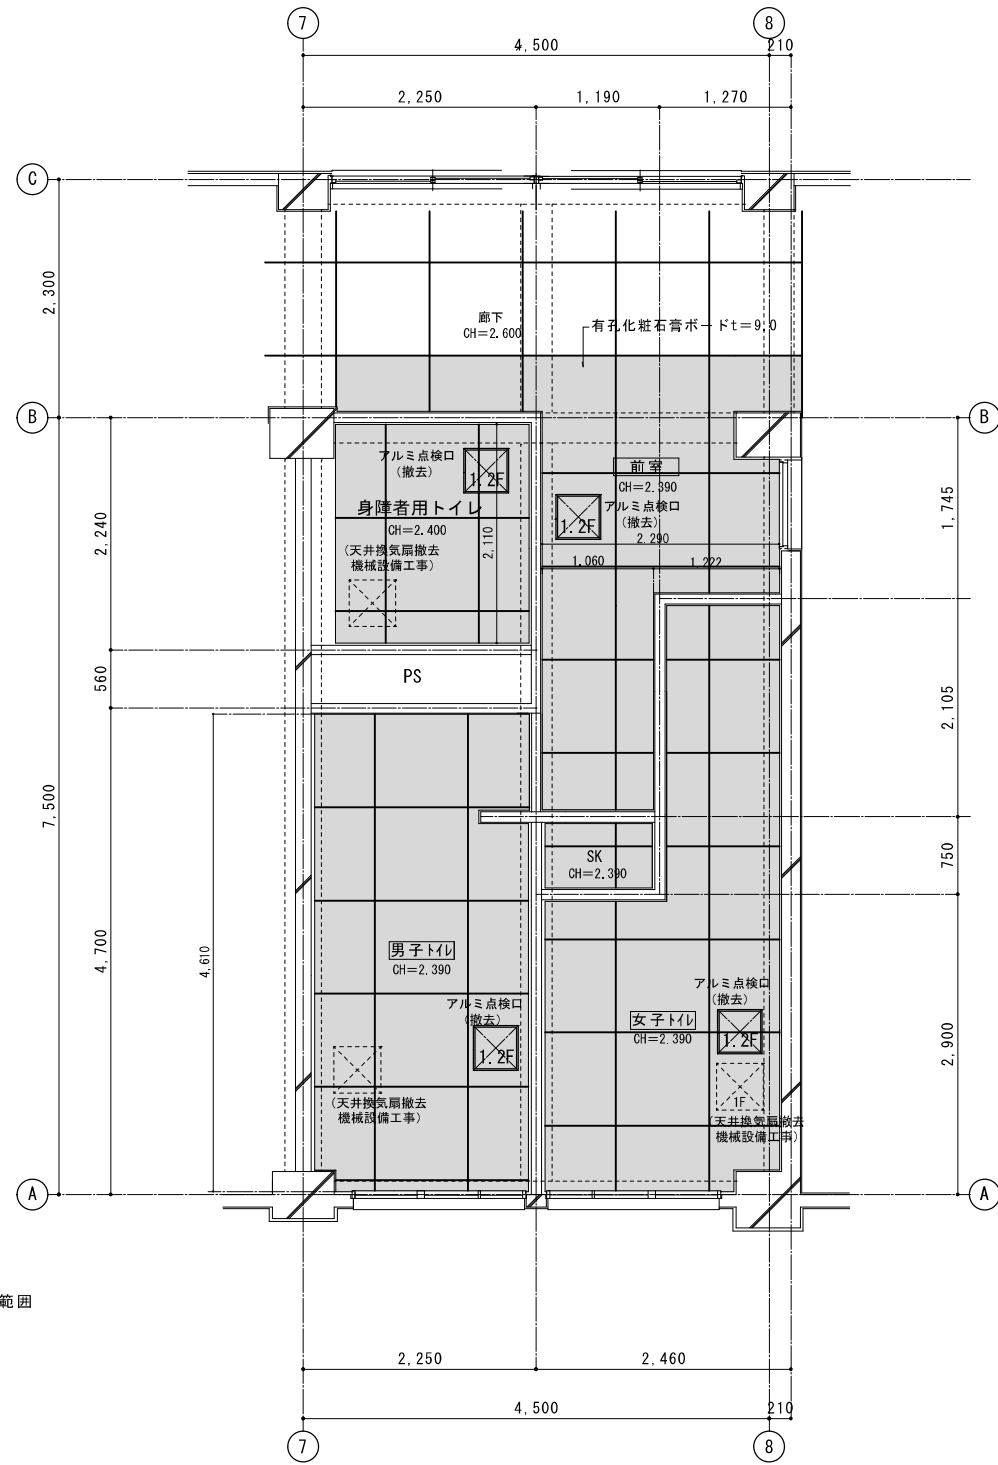 7
8
4,500
210
2,250
1,190
1,270
C
2,300
廊下
CH=2.600
有孔化粧石膏ボードt=9.0
B
B
アルミ点検口
(撤去)
1.2F
前室
CH=2.390
身障者用トイレ
CH=2.400
1.2F
アルミ点検口
(撤去)
2,240
2,110
1,745
2.290
(天井換気扇撤去
機械設備工事)
1.060
1,222
560
PS
2,105
7,500
SK
CH=2.390
750
4,700
4,610
男子トイレ
CH=2.390
アルミ点検口
(撤去)
1.2F
アルミ点検口
(撤去)
女子トイレ
CH=2.390
1.2F
2,900
(天井換気扇撤去
機械設備工事)
1F
(天井換気扇撤去
機械設備工事)
A
A
範囲
2,250
2,460
4,500
210
7
8